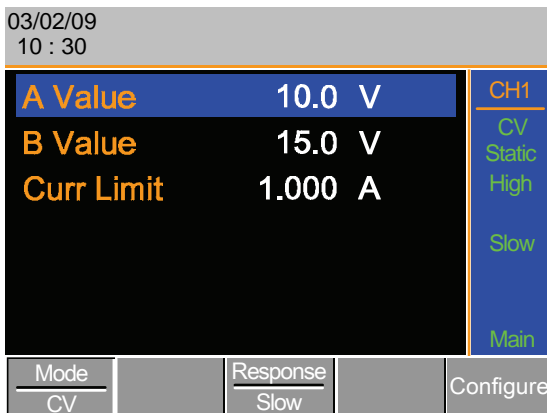 03/02/09
10 : 30
A Value 10.0 V
B Value 15.0 V
Curr Limit 1.000 A
CH1
CV
Static
High
Slow
Main
Mode
CV
Response
Slow
Configure